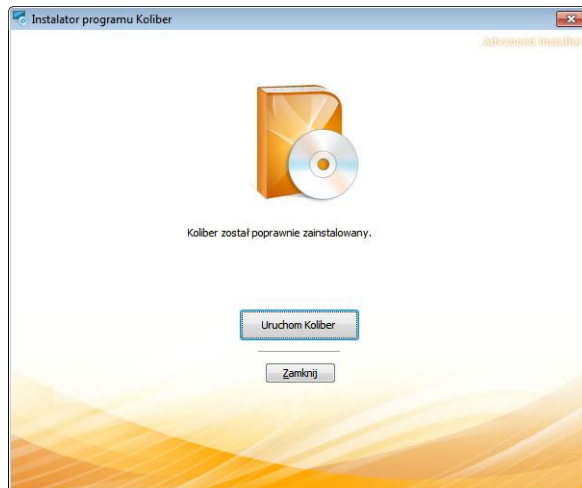 Instalator programu Koliber
Advanced Installer
Koliber został poprawnie zainstalowany.
Uruchom Koliber
Zamknij